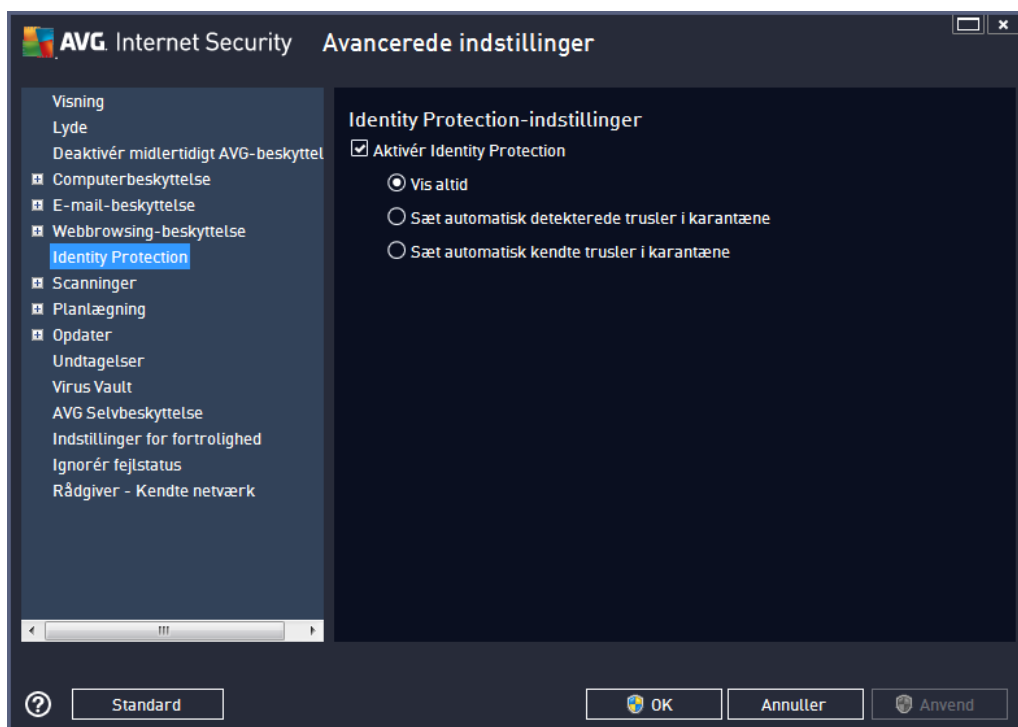 AVG. Internet Security Avancerede indstillinger
Visning
Lyde
Deaktivér midlertidigt AVG-beskyttel
Computerbeskyttelse
E-mail-beskyttelse
Webbrowsing-beskyttelse
Identity Protection
Scanninger
Planlægning
Opdater
Undtagelser
Virus Vault
AVG Selvbeskyttelse
Indstillinger for fortrolighed
Ignorér fejlstatus
Rådgiver - Kendte netværk
Identity Protection-indstillinger
Aktivér Identity Protection
Vis altid
Sæt automatisk detekterede trusler i karantæne
Sæt automatisk kendte trusler i karantæne
Standard
OK
Annuller
Anvend